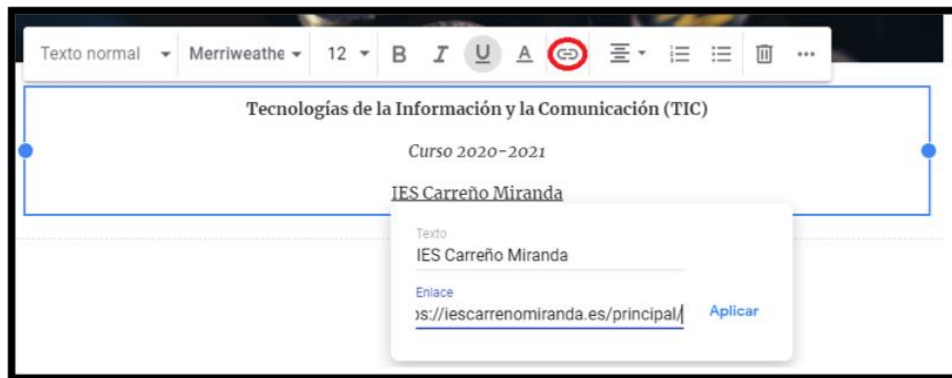 Texto normal Merriweathe 12 B I U A
Tecnologías de la Información y la Comunicación (TIC)
Curso 2020-2021
IES Carreño Miranda
Texto
IES Carreño Miranda
Enlace
os://iescarrenomiranda.es/principal/
Aplicar